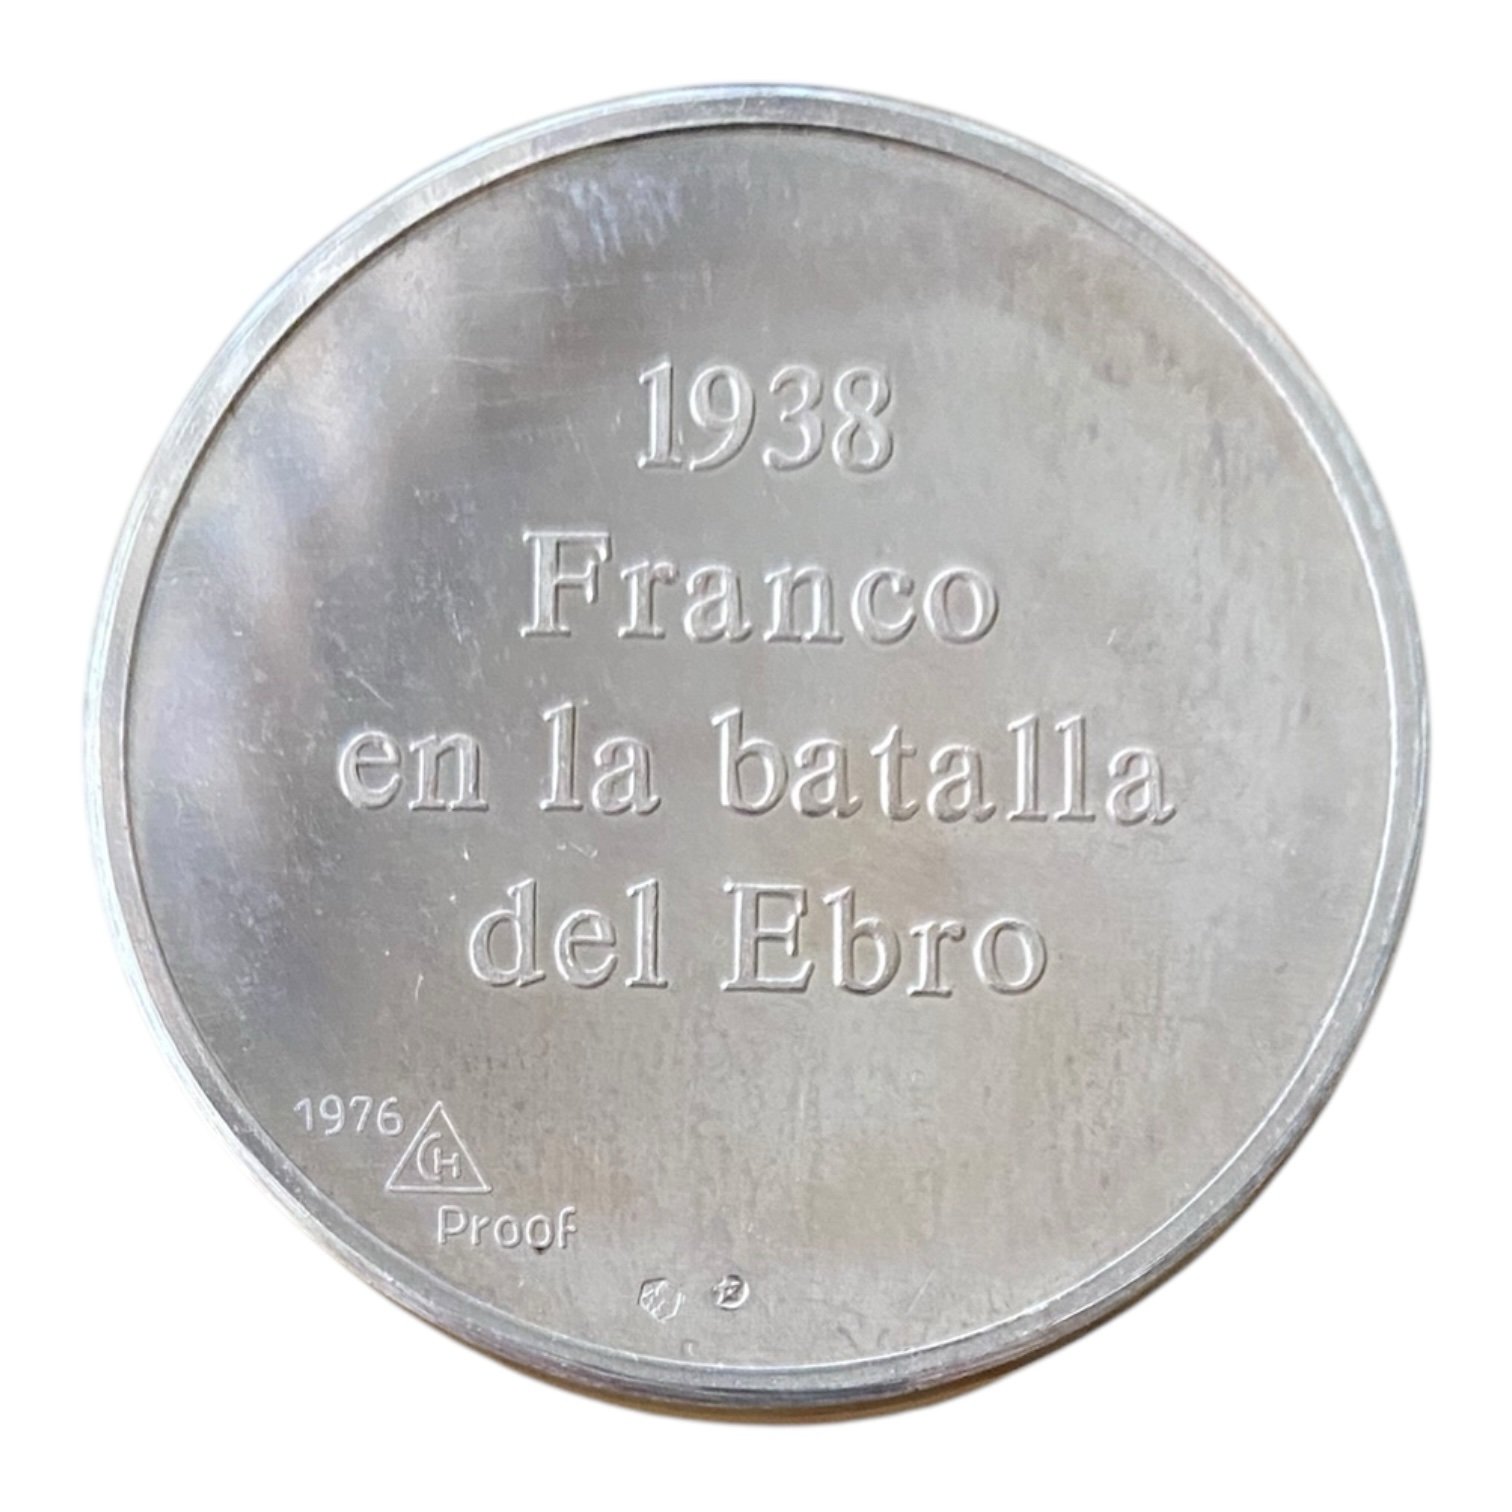 1938
Franco
en la batalla
del Ebro
1976 CH
Proof